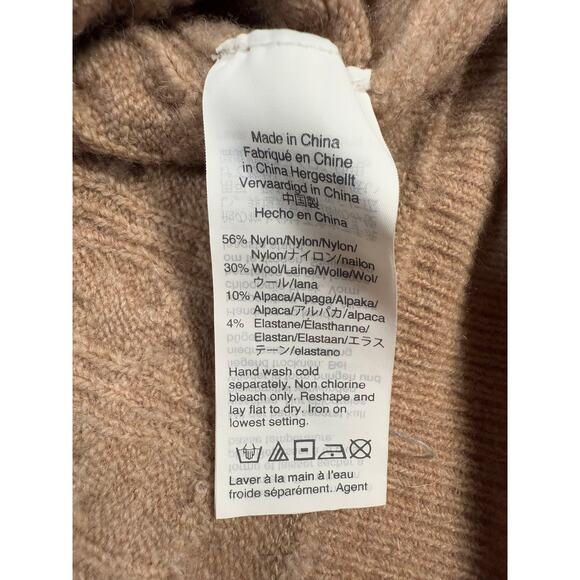 Made in China
Fabriqué en Chine
in China Hergestellt
Vervaardigd in China
中国製
Hecho en China
56% Nylon/Nylon/Nylon/
Nylon/ナイロン/nailon
30% Wool/Laine/Wolle/Wol/
ウール/lana
10% Alpaca/Alpaga/Alpaka/
Alpaca/アルパカ/alpaca
4% Elastane/Élasthanne/
Elastan/Elastaan/エラス
テーン/elastano
Hand wash cold
separately. Non chlorine
bleach only. Reshape and
lay flat to dry. Iron on
lowest setting.
Laver à la main à l'eau
froide séparément. Agent